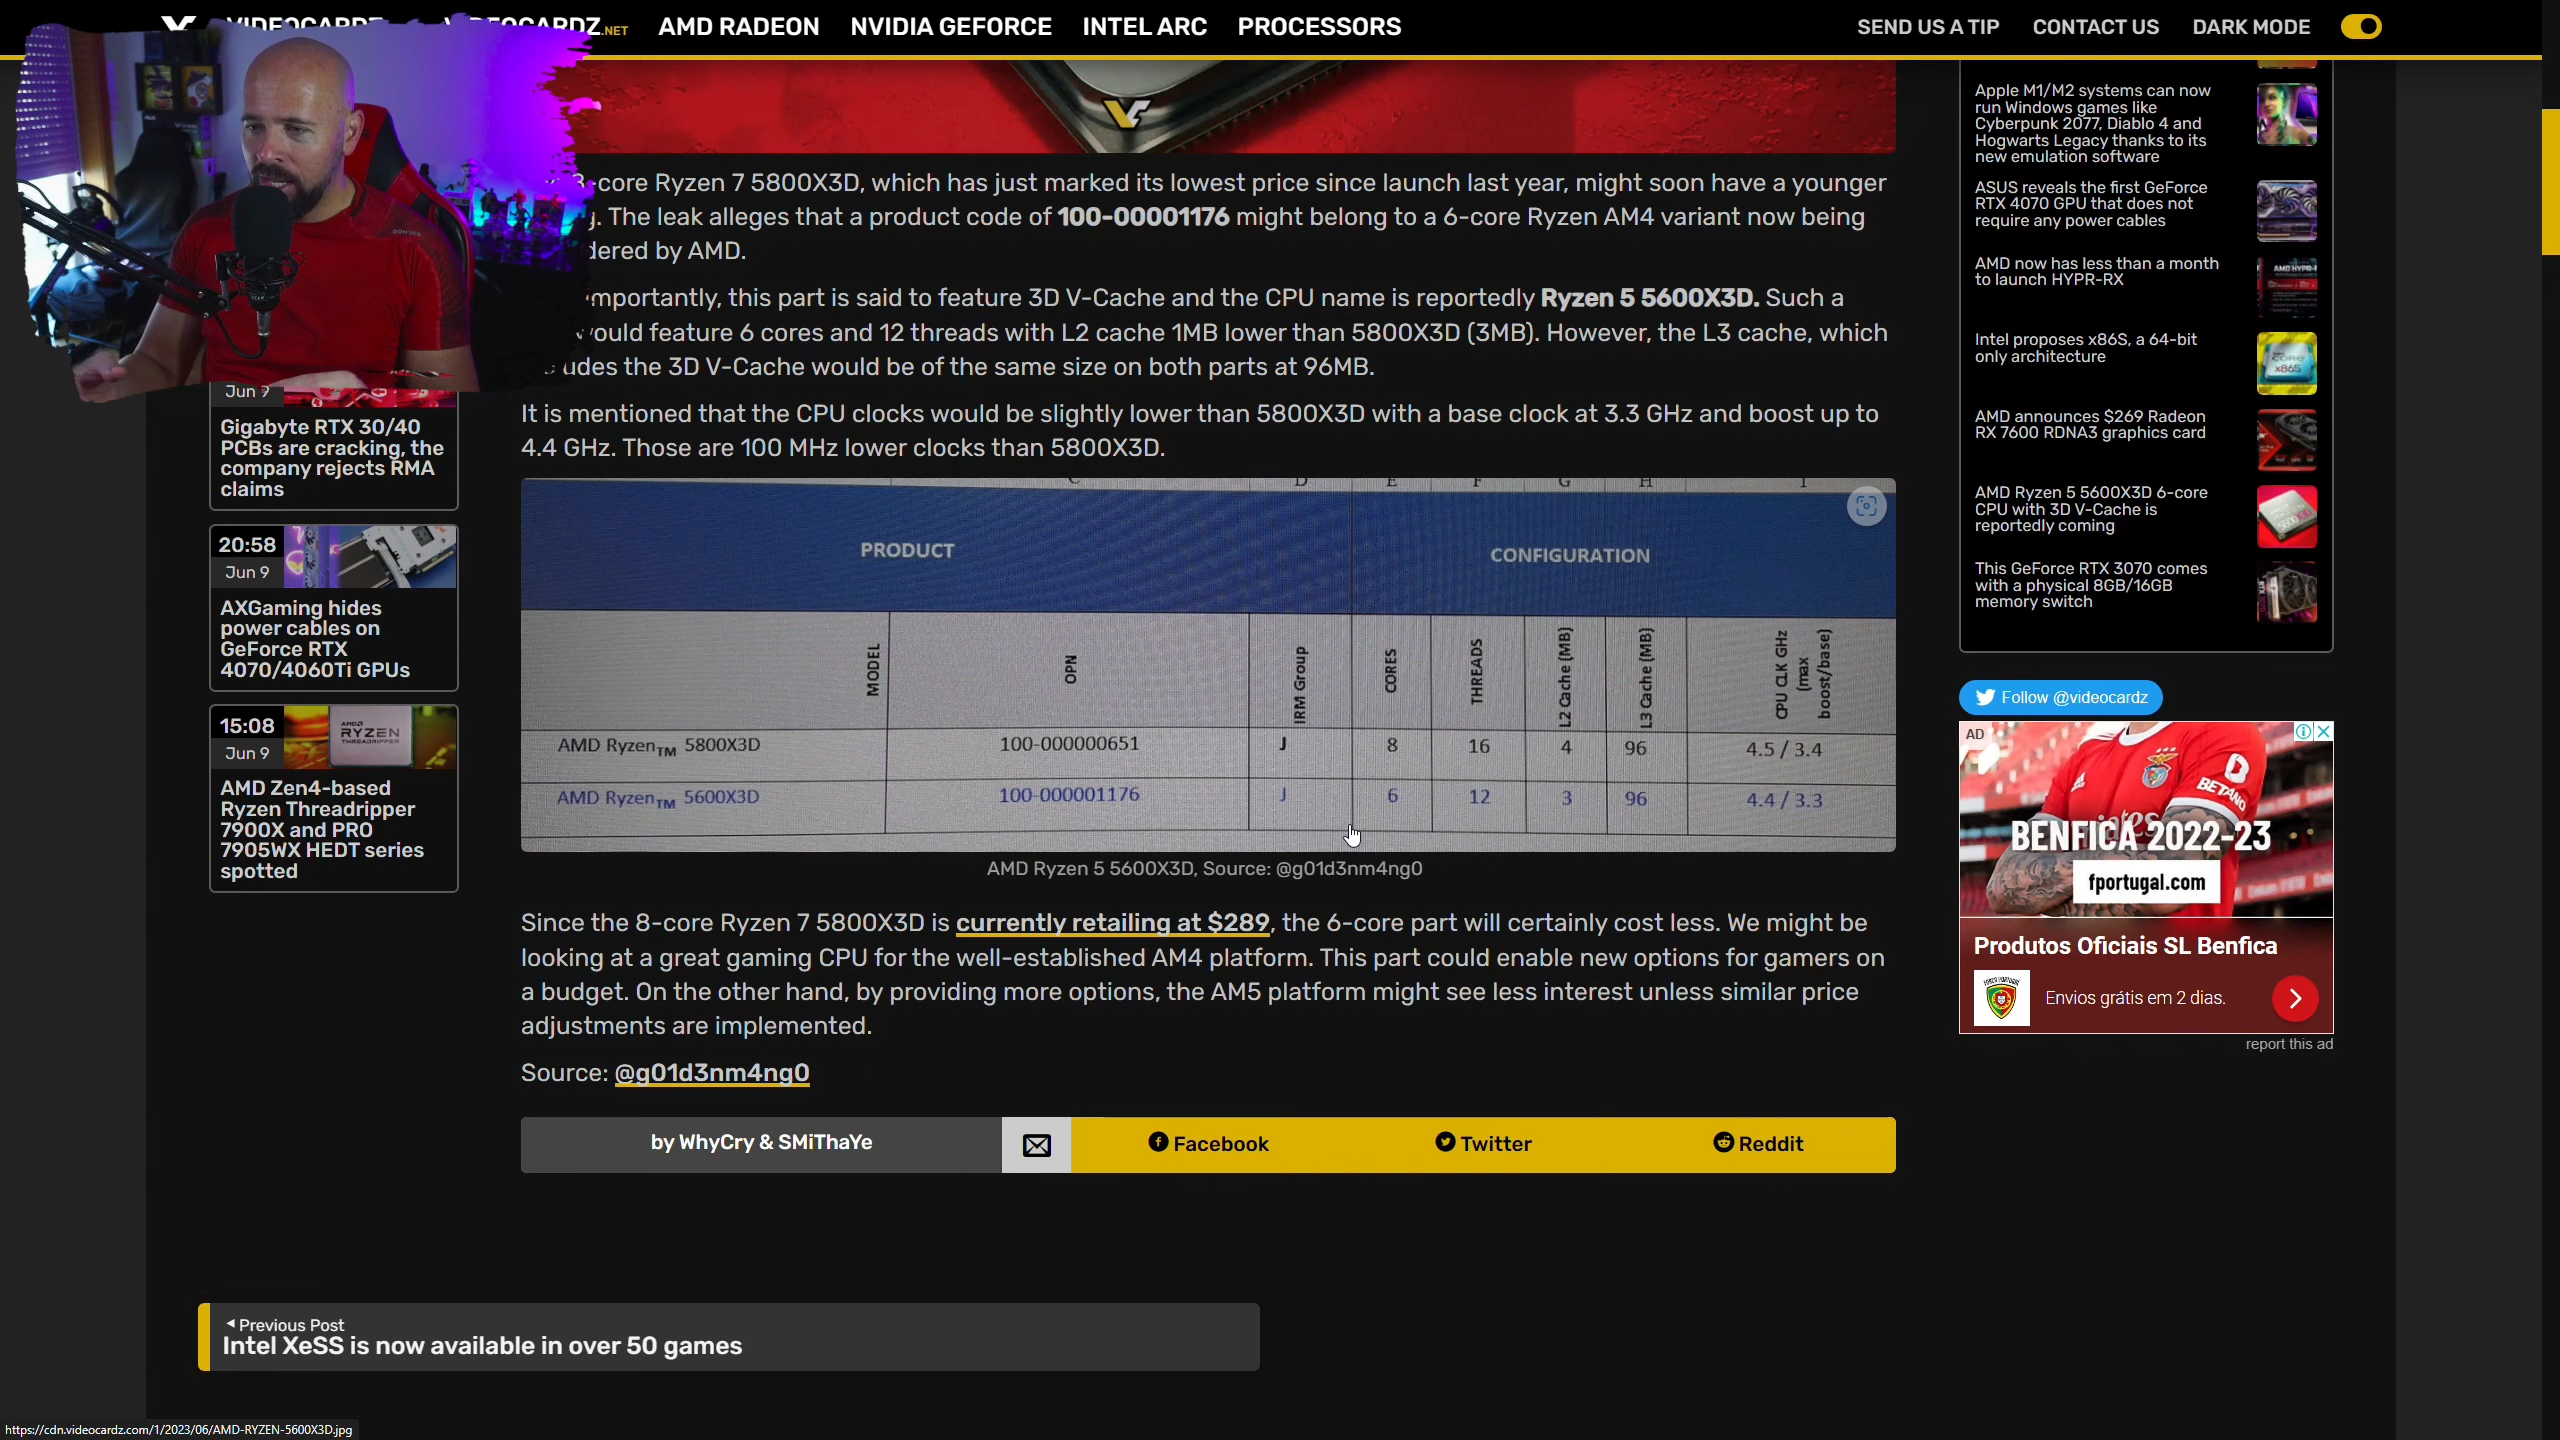 .NET
AMD RADEON
NVIDIA GEFORCE
INTEL ARC
PROCESSORS
SEND US A TIP
CONTACT US
DARK MODE
-core Ryzen 7 5800X3D, which has just marked its lowest price since launch last year, might soon have a younger
. The leak alleges that a product code of 100-00001176 might belong to a 6-core Ryzen AM4 variant now being
dered by AMD.
mportantly, this part is said to feature 3D V-Cache and the CPU name is reportedly Ryzen 5 5600X3D. Such a
ould feature 6 cores and 12 threads with L2 cache 1MB lower than 5800X3D (3MB). However, the L3 cache, which
udes the 3D V-Cache would be of the same size on both parts at 96MB.
It is mentioned that the CPU clocks would be slightly lower than 5800X3D with a base clock at 3.3 GHz and boost up to
4.4 GHz. Those are 100 MHz lower clocks than 5800X3D.
PRODUCT
CONFIGURATION
MODEL
OPN
IRM Group
CORES
THREADS
L2 Cache (MB)
L3 Cache (MB)
CPU CLK GHz
(max
boost/base)
AMD Ryzen™ 5800X3D 100-000000651 J 8 16 4 96 4.5 / 3.4
AMD Ryzen™ 5600X3D 100-000001176 J 6 12 3 96 4.4 / 3.3
AMD Ryzen 5 5600X3D, Source: @g01d3nm4ng0
Since the 8-core Ryzen 7 5800X3D is currently retailing at $289, the 6-core part will certainly cost less. We might be
looking at a great gaming CPU for the well-established AM4 platform. This part could enable new options for gamers on
a budget. On the other hand, by providing more options, the AM5 platform might see less interest unless similar price
adjustments are implemented.
Source: @g01d3nm4ng0
by WhyCry & SMiThaYe
Facebook
Twitter
Reddit
Previous Post
Intel XeSS is now available in over 50 games
Jun 9
Gigabyte RTX 30/40
PCBs are cracking, the
company rejects RMA
claims
20:58
Jun 9
AXGaming hides
power cables on
GeForce RTX
4070/4060Ti GPUs
15:08
Jun 9
AMD
RYZEN
THREADRIPPER
AMD Zen4-based
Ryzen Threadripper
7900X and PRO
7905WX HEDT series
spotted
Apple M1/M2 systems can now
run Windows games like
Cyberpunk 2077, Diablo 4 and
Hogwarts Legacy thanks to its
new emulation software
ASUS reveals the first GeForce
RTX 4070 GPU that does not
require any power cables
AMD now has less than a month
to launch HYPR-RX
Intel proposes x86S, a 64-bit
only architecture
AMD announces $269 Radeon
RX 7600 RDNA3 graphics card
AMD Ryzen 5 5600X3D 6-core
CPU with 3D V-Cache is
reportedly coming
This GeForce RTX 3070 comes
with a physical 8GB/16GB
memory switch
Follow @videocardz
AD
BETANO
BENFICA 2022-23
fportugal.com
Produtos Oficiais SL Benfica
Envios grátis em 2 dias.
report this ad
https://cdn.videocardz.com/1/2023/06/AMD-RYZEN-5600X3D.jpg